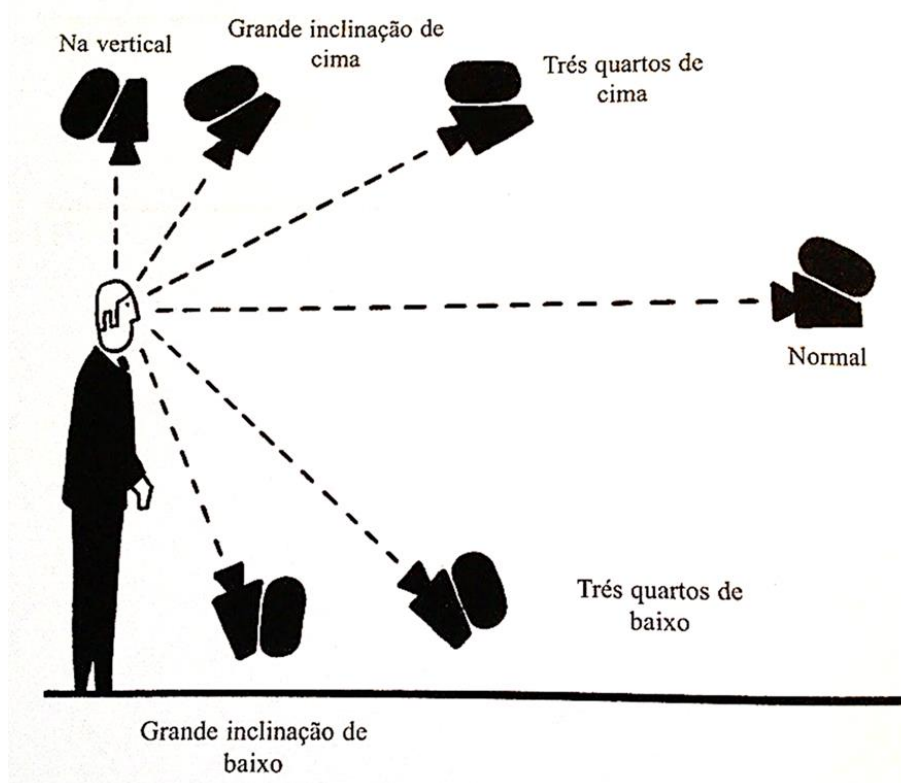 Na vertical
Grande inclinação de
cima
Trés quartos de
cima
Normal
Trés quartos de
baixo
Grande inclinação de
baixo